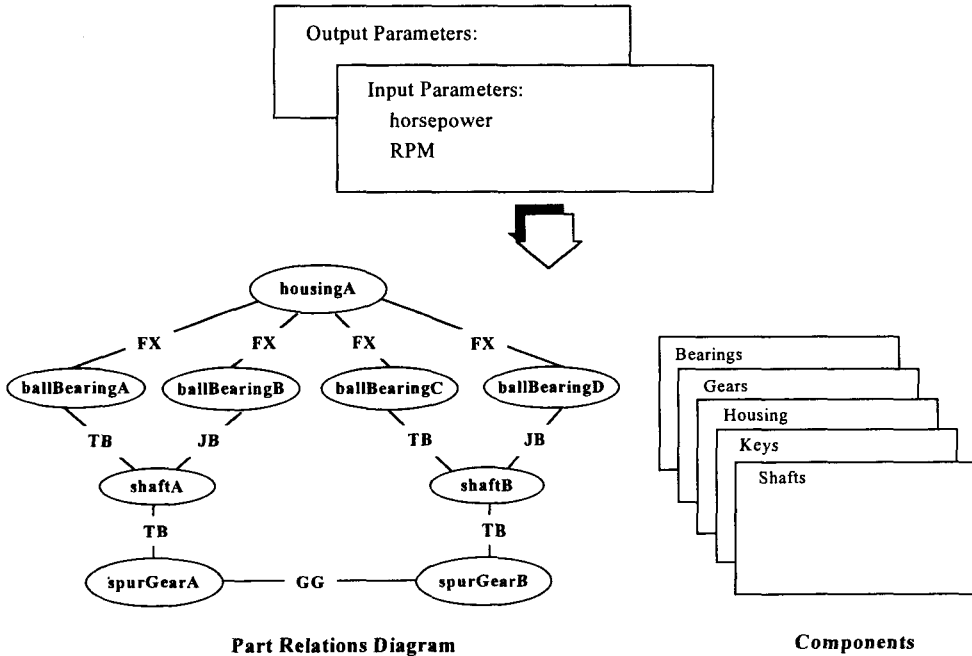 Output Parameters:
Input Parameters:
horsepower
RPM
housingA
FX FX FX FX
ballBearingA ballBearingB ballBearingC ballBearingD
TB JB TB JB
shaftA shaftB
TB TB
spurGearA GG spurGearB
Part Relations Diagram
Bearings
Gears
Housing
Keys
Shafts
Components